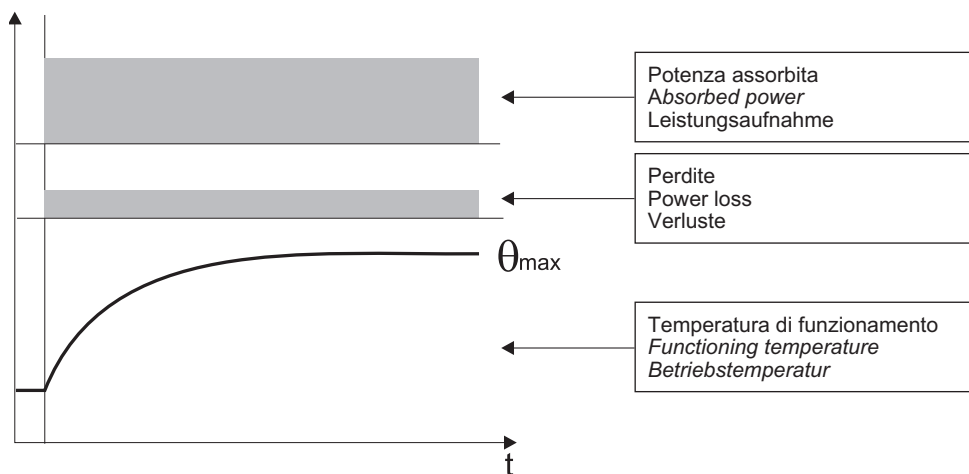 Potenza assorbita
Absorbed power
Leistungsaufnahme
Perdite
Power loss
Verluste
θmax
Temperatura di funzionamento
Functioning temperature
Betriebstemperatur
t